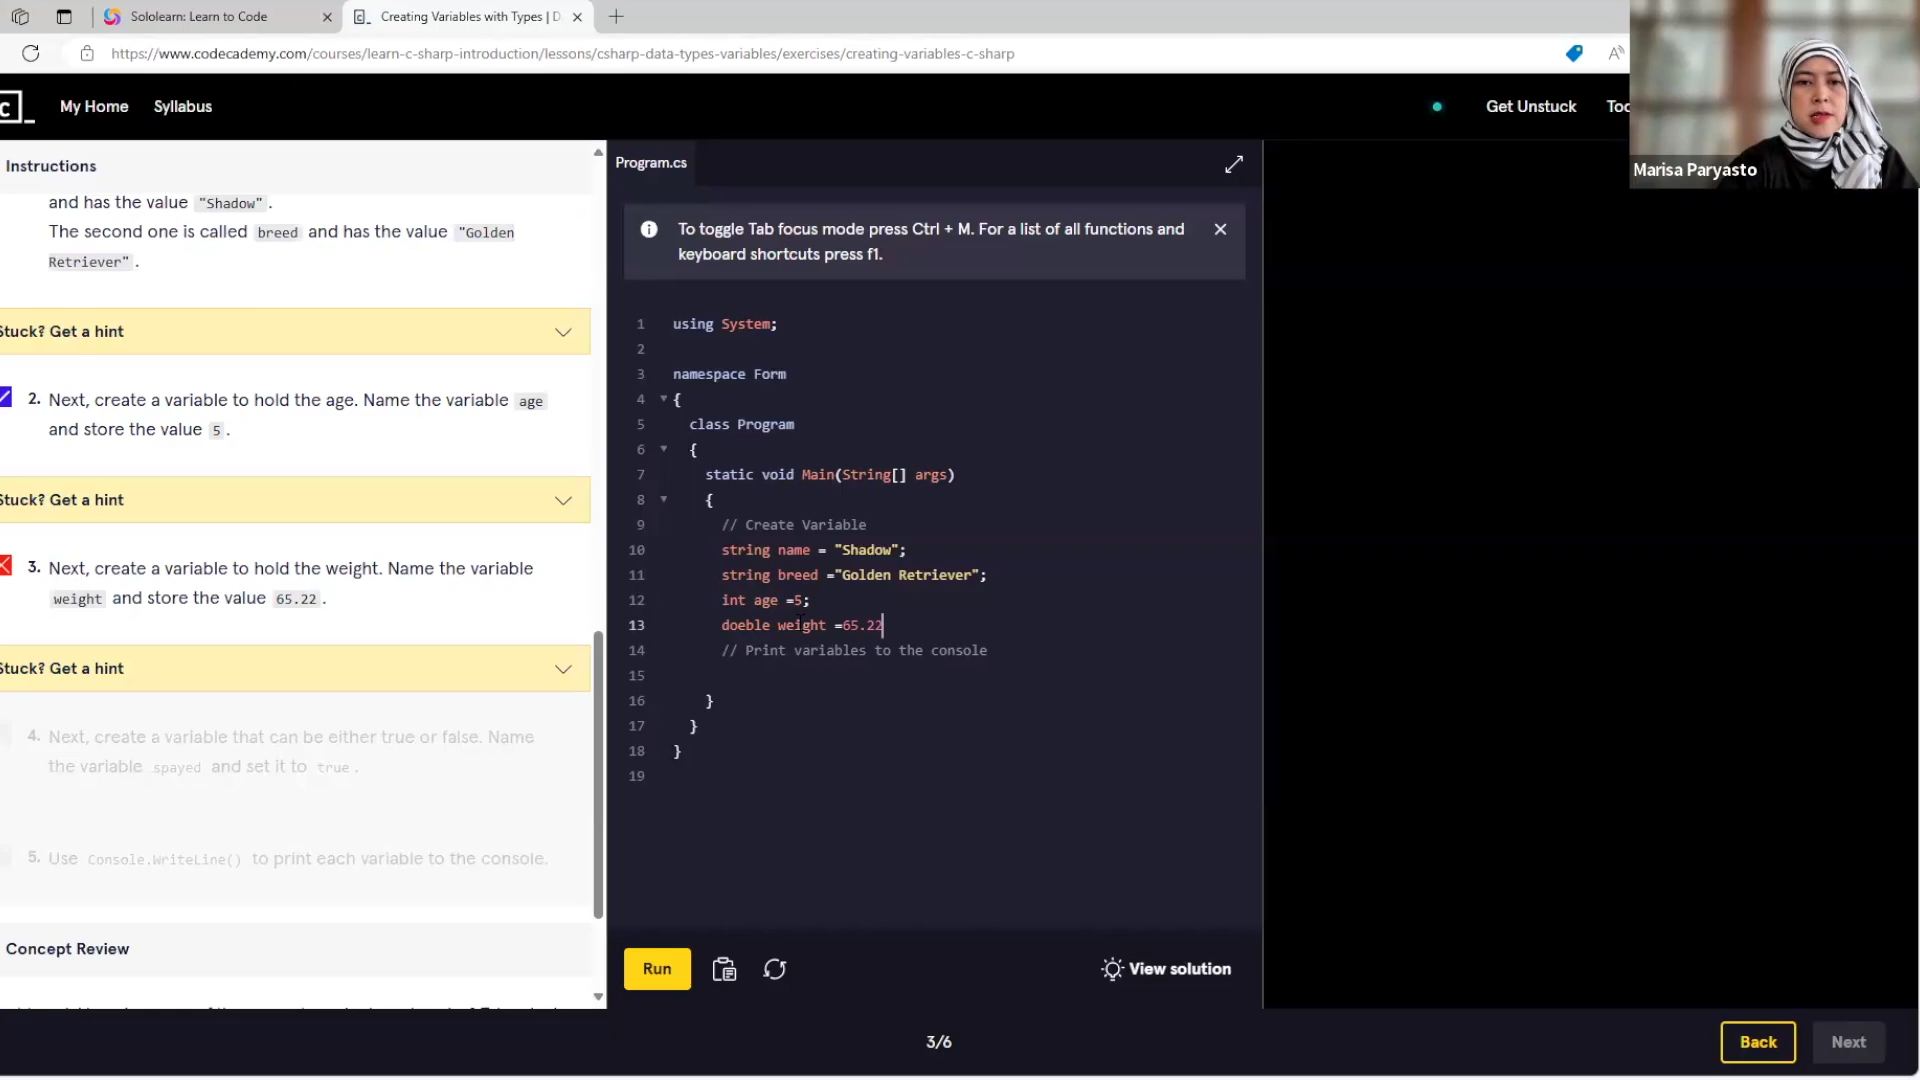 Sololearn: Learn to Code
Creating Variables with Types | D
https://www.codecademy.com/courses/learn-c-sharp-introduction/lessons/csharp-data-types-variables/exercises/creating-variables-c-sharp
A
c_
My Home
Syllabus
Get Unstuck
Too
Marisa Paryasto
Instructions
and has the value "Shadow".
The second one is called breed and has the value "Golden
Retriever".
Stuck? Get a hint
2. Next, create a variable to hold the age. Name the variable age
and store the value 5.
Stuck? Get a hint
3. Next, create a variable to hold the weight. Name the variable
weight and store the value 65.22.
Stuck? Get a hint
4. Next, create a variable that can be either true or false. Name
the variable spayed and set it to true.
5. Use Console.WriteLine() to print each variable to the console.
Concept Review
Program.cs
To toggle Tab focus mode press Ctrl + M. For a list of all functions and
keyboard shortcuts press f1.
1 using System;
2
3 namespace Form
4 {
5 class Program
6 {
7 static void Main(String[] args)
8 {
9 // Create Variable
10 string name = "Shadow";
11 string breed ="Golden Retriever";
12 int age =5;
13 doeble weight =65.22
14 // Print variables to the console
15
16 }
17 }
18 }
19
Run
View solution
3/6
Back
Next